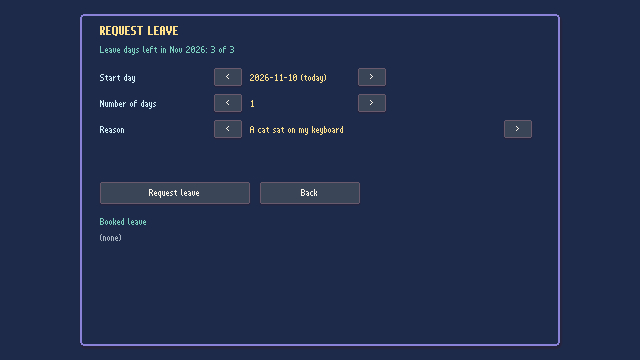 REQUEST LEAVE
Leave days left in Nov 2026: 3 of 3
Start day < 2026-11-10 (today) >
Number of days < 1 >
Reason < A cat sat on my keyboard >
Request leave Back
Booked leave
(none)